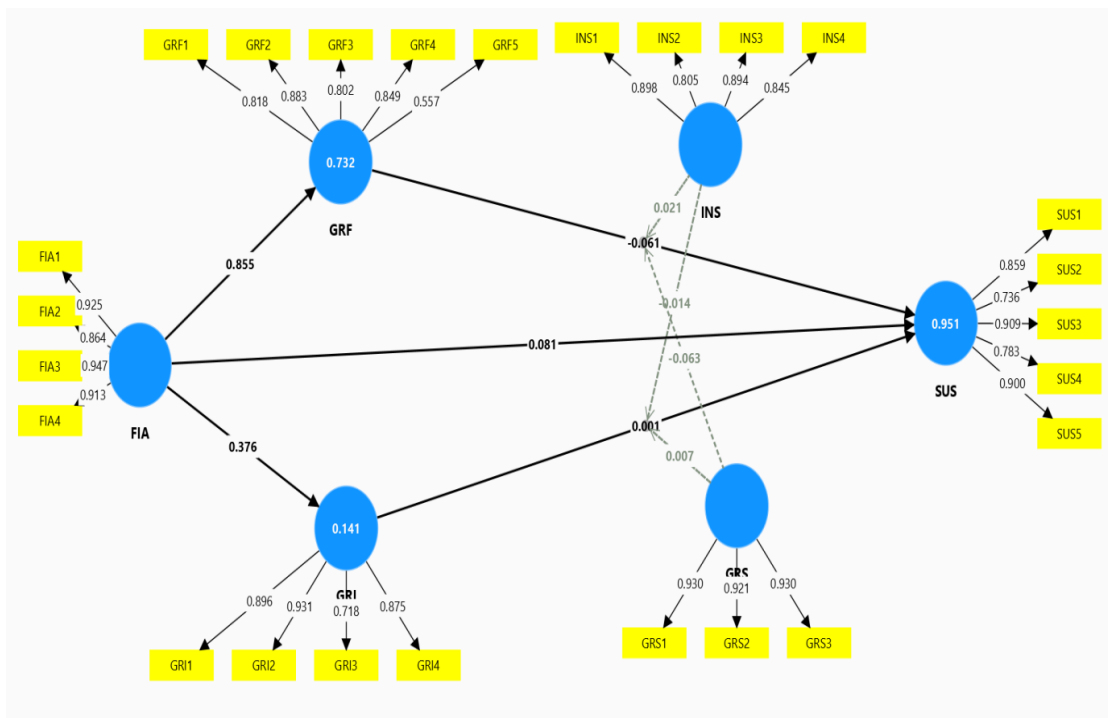 GRF1 GRF2 GRF3 GRF4 GRF5
INS1 INS2 INS3 INS4
0.818 0.883 0.802 0.849 0.557
0.898 0.805 0.894 0.845
0.732
GRF
INS
0.021
-0.061
0.855
FIA1
FIA2
FIA3
FIA4
0.925
0.864
0.947
0.913
FIA
0.081
-0.014
-0.063
0.376
0.001
0.007
SUS1
SUS2
SUS3
SUS4
SUS5
0.859
0.736
0.909
0.783
0.900
0.951
SUS
0.141
GRI
0.896 0.931 0.718 0.875
GRI1 GRI2 GRI3 GRI4
GRS
0.930 0.921 0.930
GRS1 GRS2 GRS3